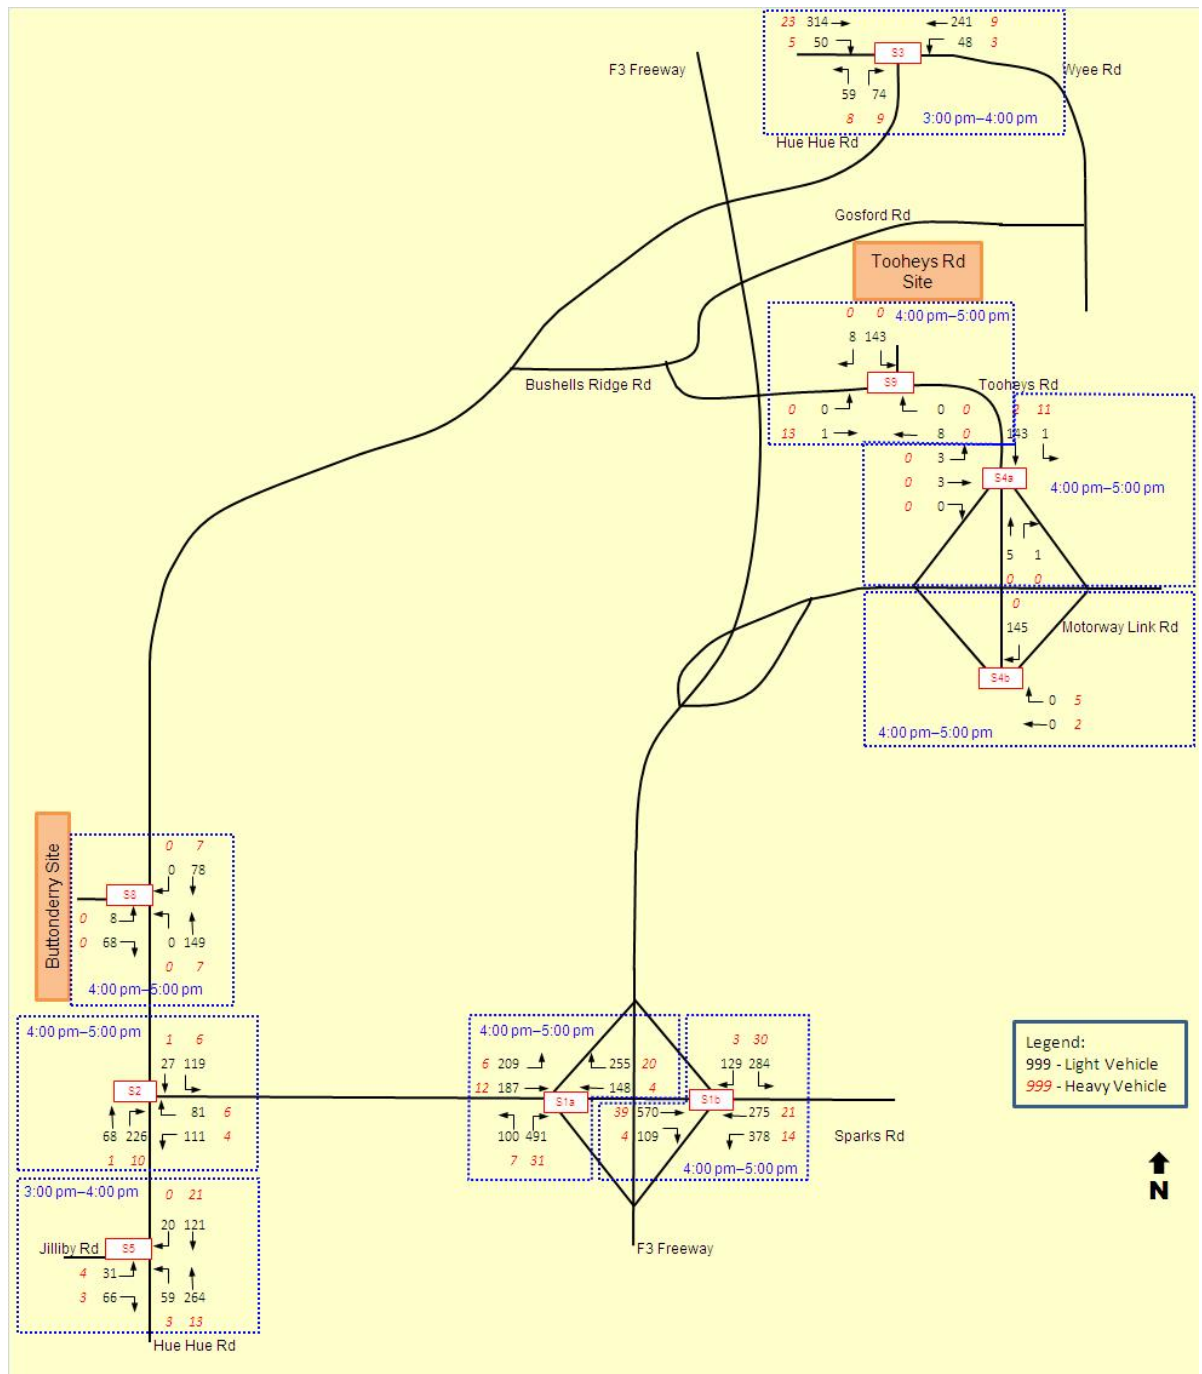 23 314 241 9
5 50 48 3
S3
F3 Freeway
Wyee Rd
59 74
8 9
3:00 pm–4:00 pm
Hue Hue Rd
Gosford Rd
Tooheys Rd
Site
0 0
4:00 pm–5:00 pm
8 143
Bushells Ridge Rd
S9
Tooheys Rd
0 0 0 0 2 11
13 1 8 0 143 1
0 3
0 3
S4a
4:00 pm–5:00 pm
0 0
5 1
0 0
0
145
Motorway Link Rd
S4b
0 5
0 2
4:00 pm–5:00 pm
Buttonderry Site
0 7
0 78
S8
0 8
0 68 0 149
0 7
4:00 pm–5:00 pm
4:00 pm–5:00 pm
1 6
27 119
S2
81 6
68 226 111 4
1 10
4:00 pm–5:00 pm
6 209 255 20
12 187 148 4
S1a
100 491
7 31
3 30
129 284
S1b
39 570 275 21
4 109 378 14
4:00 pm–5:00 pm
Sparks Rd
Legend:
999 - Light Vehicle
999 - Heavy Vehicle
N
3:00 pm–4:00 pm
0 21
20 121
Jilliby Rd
S5
4 31
3 66 59 264
3 13
Hue Hue Rd
F3 Freeway